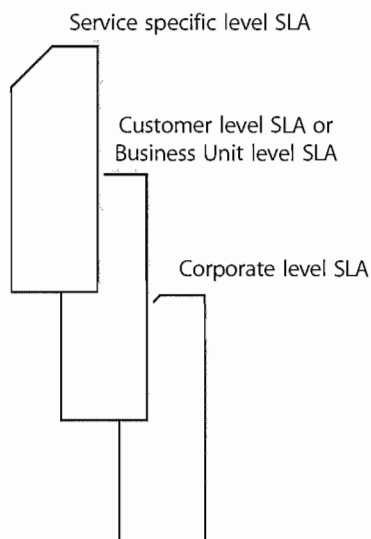 Service specific level SLA
Customer level SLA or
Business Unit level SLA
Corporate level SLA